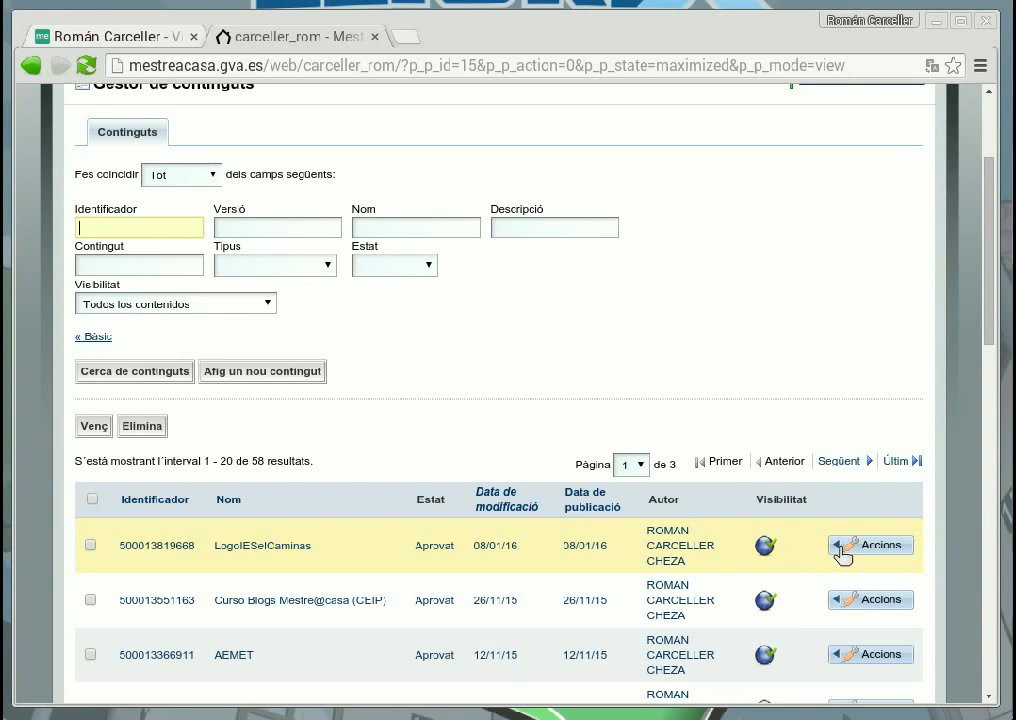 Román Carceller
Román Carceller - V
carceller_rom - Mest
mestreacasa.gva.es/web/carceller_rom/?p_p_id=15&p_p_action=0&p_p_state=maximized&p_p_mode=view
Gestor de continguts
Continguts
Fes coincidir Tot dels camps següents:
Identificador Versió Nom Descripció
Contingut Tipus Estat
Visibilitat
Todos los contenidos
« Bàsic
Cerca de continguts Afig un nou contingut
Venç Elimina
S´està mostrant l´interval 1 - 20 de 58 resultats.
Pàgina 1 de 3 Primer Anterior Següent Últim
Identificador Nom Estat Data de modificació Data de publicació Autor Visibilitat
500013819668 LogoIESelCaminas Aprovat 08/01/16 08/01/16 ROMAN CARCELLER CHEZA Accions
500013551163 Curso Blogs Mestre@casa (CEIP) Aprovat 26/11/15 26/11/15 ROMAN CARCELLER CHEZA Accions
500013366911 AEMET Aprovat 12/11/15 12/11/15 ROMAN CARCELLER CHEZA Accions
ROMAN